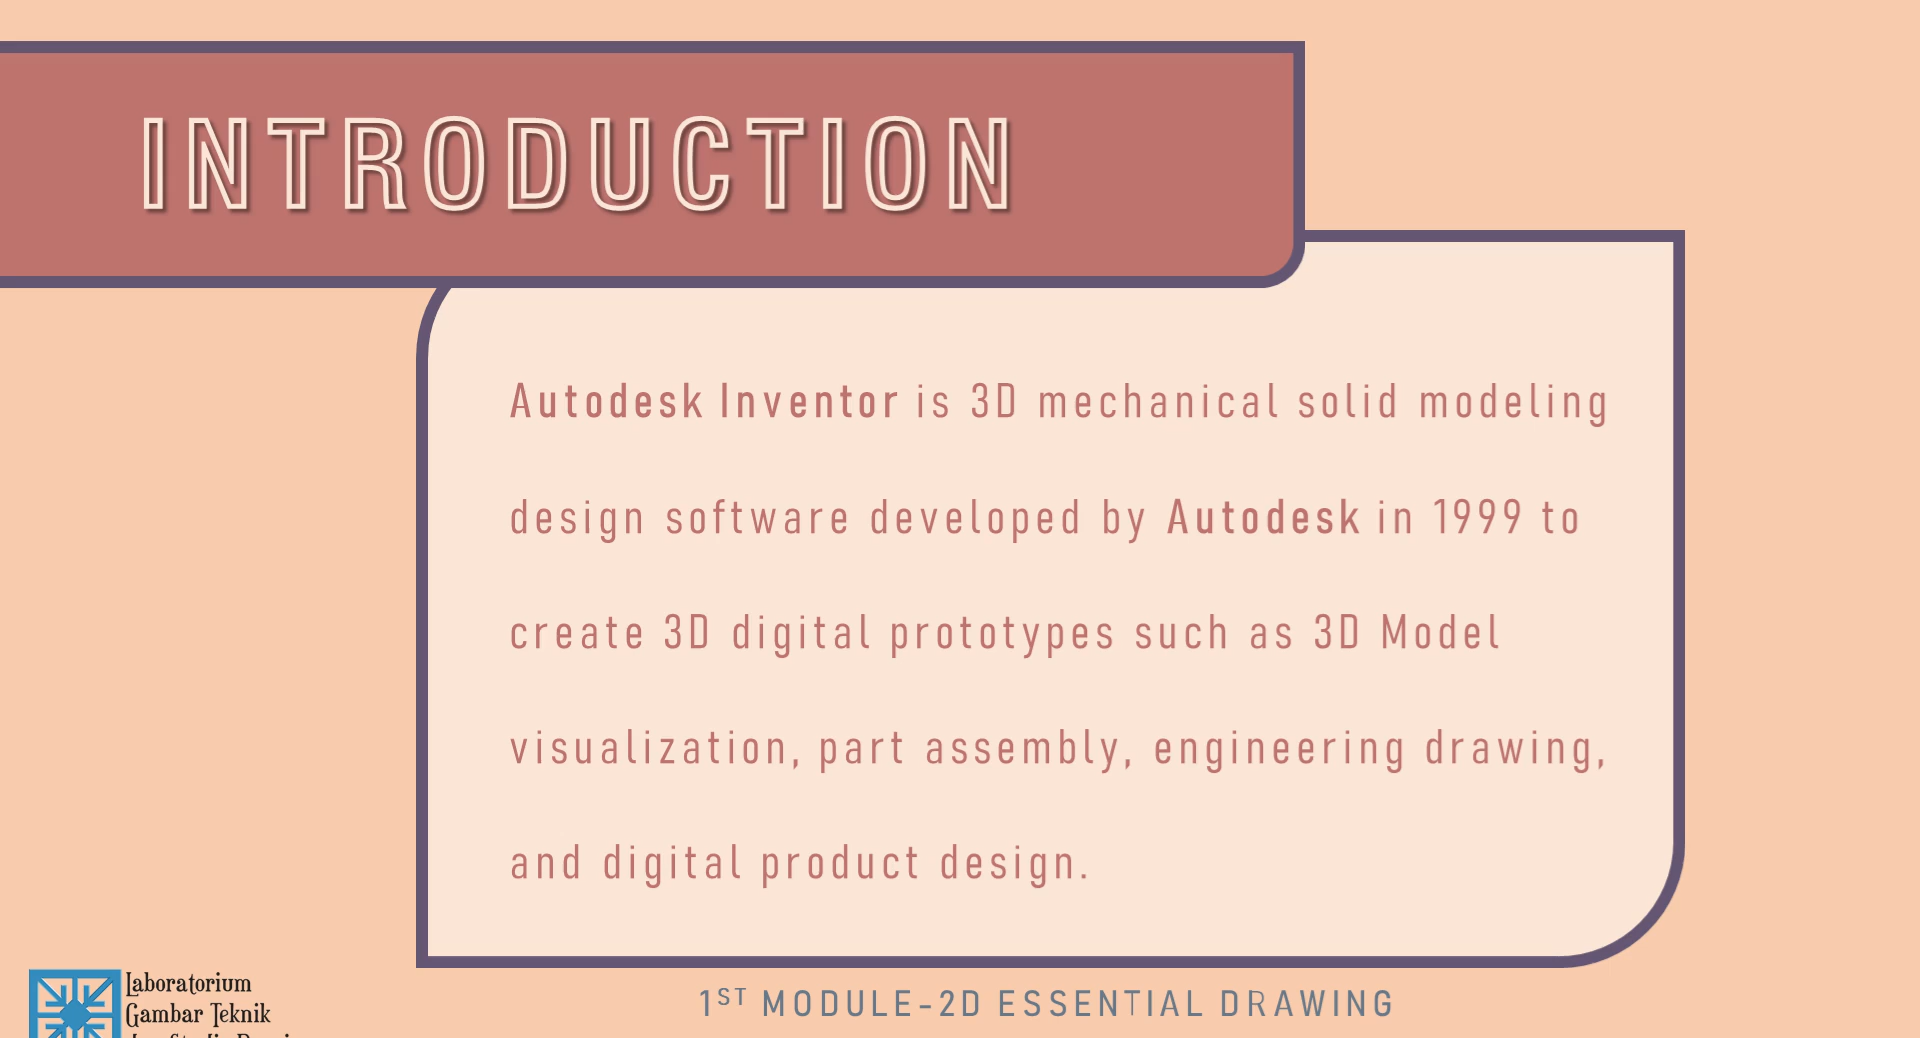 INTRODUCTION
Autodesk Inventor is 3D mechanical solid modeling
design software developed by Autodesk in 1999 to
create 3D digital prototypes such as 3D Model
visualization, part assembly, engineering drawing,
and digital product design.
Laboratorium
Gambar Teknik
1ST MODULE-2D ESSENTIAL DRAWING